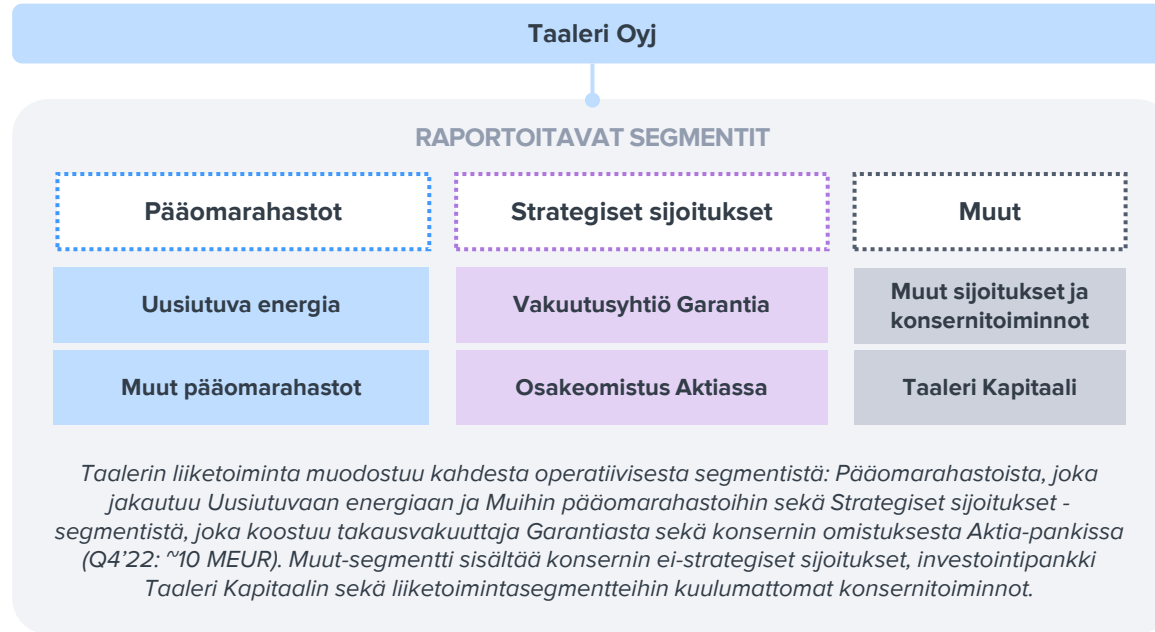 Taaleri Oyj
RAPORTOITAVAT SEGMENTIT
Pääomarahastot
Strategiset sijoitukset
Muut
Uusiutuva energia
Vakuutusyhtiö Garantia
Muut sijoitukset ja
konsernitoiminnot
Muut pääomarahastot
Osakeomistus Aktiassa
Taaleri Kapitaali
Taalerin liiketoiminta muodostuu kahdesta operatiivisesta segmentistä: Pääomarahastoista, joka
jakautuu Uusiutuvaan energiaan ja Muihin pääomarahastoihin sekä Strategiset sijoitukset -
segmentistä, joka koostuu takausvakuuttaja Garantiasta sekä konsernin omistuksesta Aktia-pankissa
(Q4’22: ~10 MEUR). Muut-segmentti sisältää konsernin ei-strategiset sijoitukset, investointipankki
Taaleri Kapitaalin sekä liiketoimintasegmentteihin kuulumattomat konsernitoiminnot.